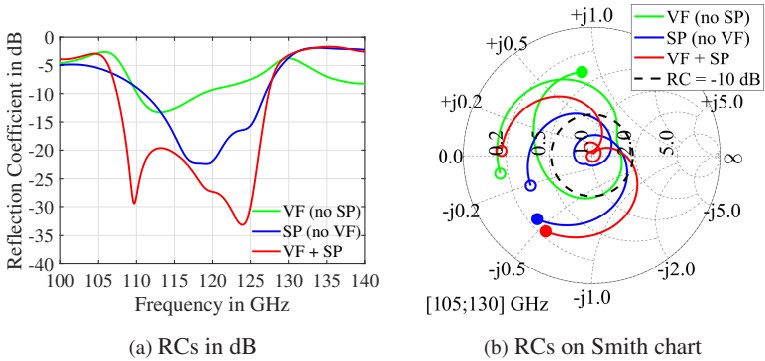 0
-5
-10
-15
-20
-25
-30
-35
-40
100 105 110 115 120 125 130 135 140
Reflection Coefficient in dB
Frequency in GHz
VF (no SP)
SP (no VF)
VF + SP
(a) RCs in dB
+j1.0
+j0.5
+j0.2
0.0
-j0.2
-j0.5
-j1.0
-j2.0
-j5.0
∞
+j5.0
0.2
0.5
1.0
2.0
5.0
VF (no SP)
SP (no VF)
VF + SP
RC = -10 dB
[105;130] GHz
(b) RCs on Smith chart